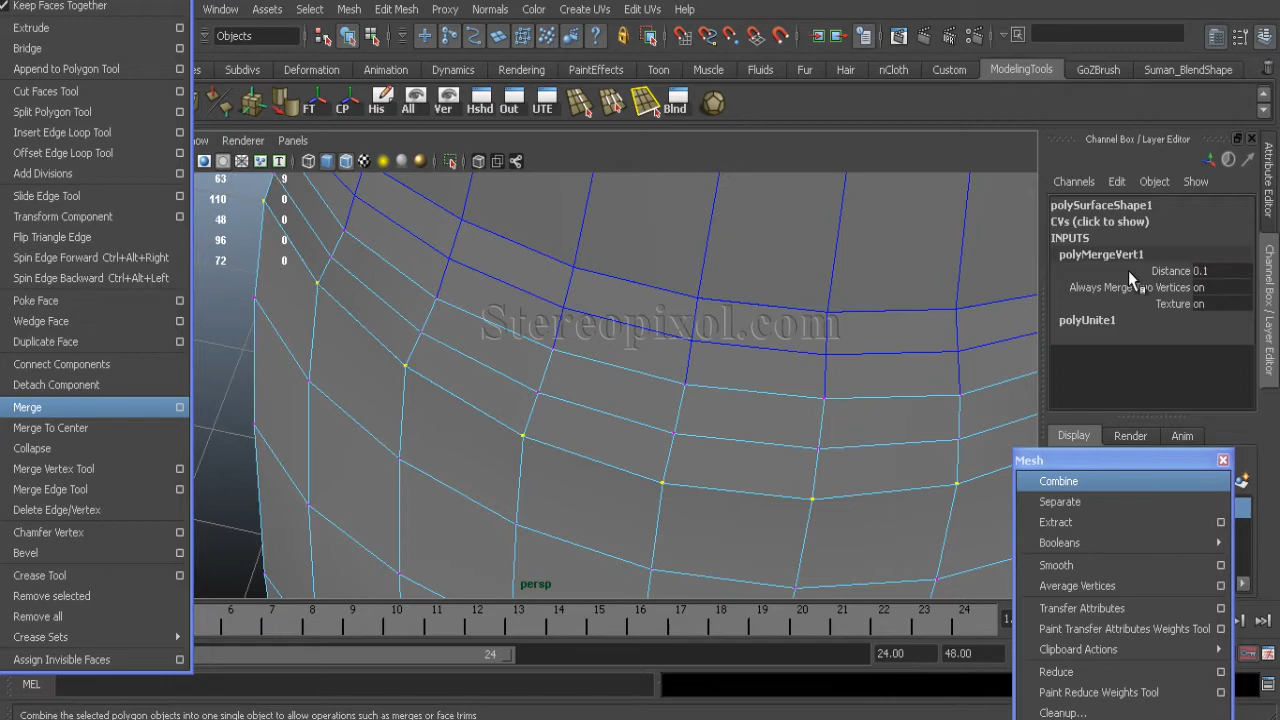 Keep Faces Together
Extrude
Bridge
Append to Polygon Tool
Cut Faces Tool
Split Polygon Tool
Insert Edge Loop Tool
Offset Edge Loop Tool
Add Divisions
Slide Edge Tool
Transform Component
Flip Triangle Edge
Spin Edge Forward Ctrl+Alt+Right
Spin Edge Backward Ctrl+Alt+Left
Poke Face
Wedge Face
Duplicate Face
Connect Components
Detach Component
Merge
Merge To Center
Collapse
Merge Vertex Tool
Merge Edge Tool
Delete Edge/Vertex
Chamfer Vertex
Bevel
Crease Tool
Remove selected
Remove all
Crease Sets
Assign Invisible Faces
Window Assets Select Mesh Edit Mesh Proxy Normals Color Create UVs Edit UVs Help
Objects
Subdivs Deformation Animation Dynamics Rendering PaintEffects Toon Muscle Fluids Fur Hair nCloth Custom ModelingTools GoZBrush Suman_BlendShape
FT CP His All Ver Hshd Out UTE Blnd
Renderer Panels
63 9
110 0
48 0
96 0
72 0
Stereopixol.com
persp
Channel Box / Layer Editor
Channels Edit Object Show
polySurfaceShape1
CVs (click to show)
INPUTS
polyMergeVert1
Distance 0.1
Always Merge Two Vertices on
Texture on
polyUnite1
Attribute Editor
Channel Box / Layer Editor
Display Render Anim
Mesh
Combine
Separate
Extract
Booleans
Smooth
Average Vertices
Transfer Attributes
Paint Transfer Attributes Weights Tool
Clipboard Actions
Reduce
Paint Reduce Weights Tool
Cleanup...
6 7 8 9 10 11 12 13 14 15 16 17 18 19 20 21 22 23 24
24 24.00 48.00
MEL
Combine the selected polygon objects into one single object to allow operations such as merges or face trims